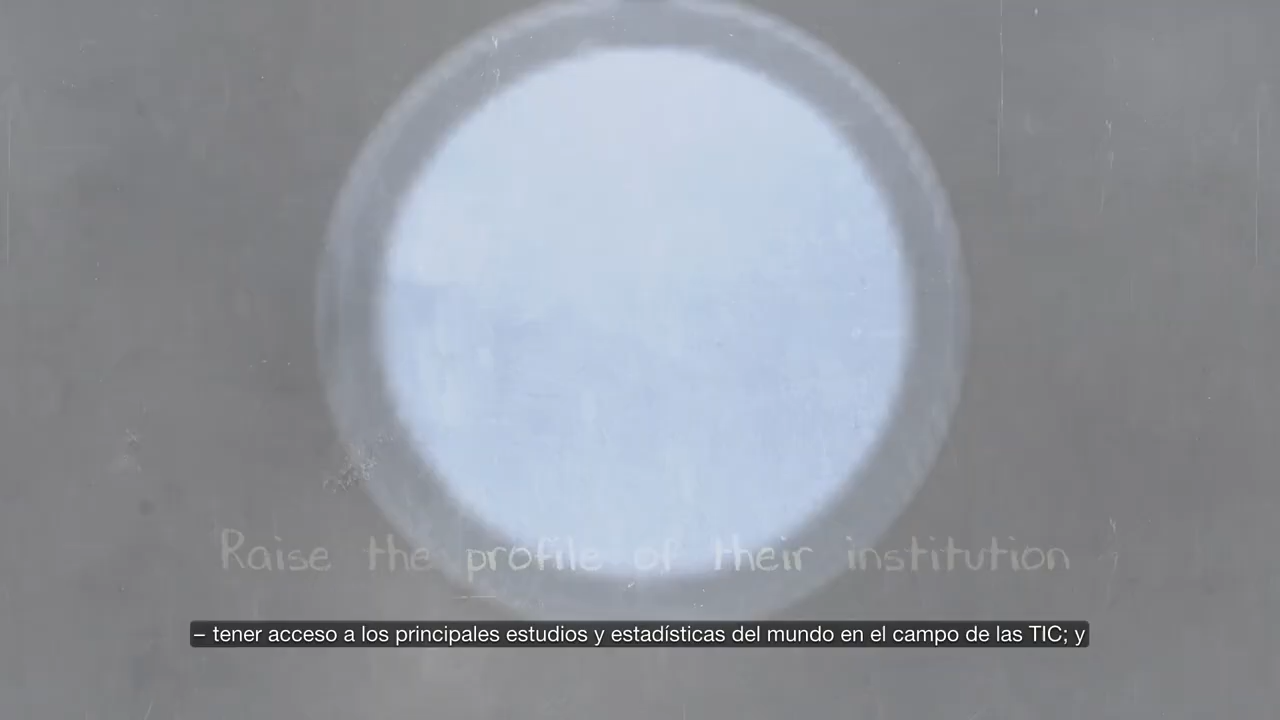 Raise the profile of their institution
– tener acceso a los principales estudios y estadísticas del mundo en el campo de las TIC; y